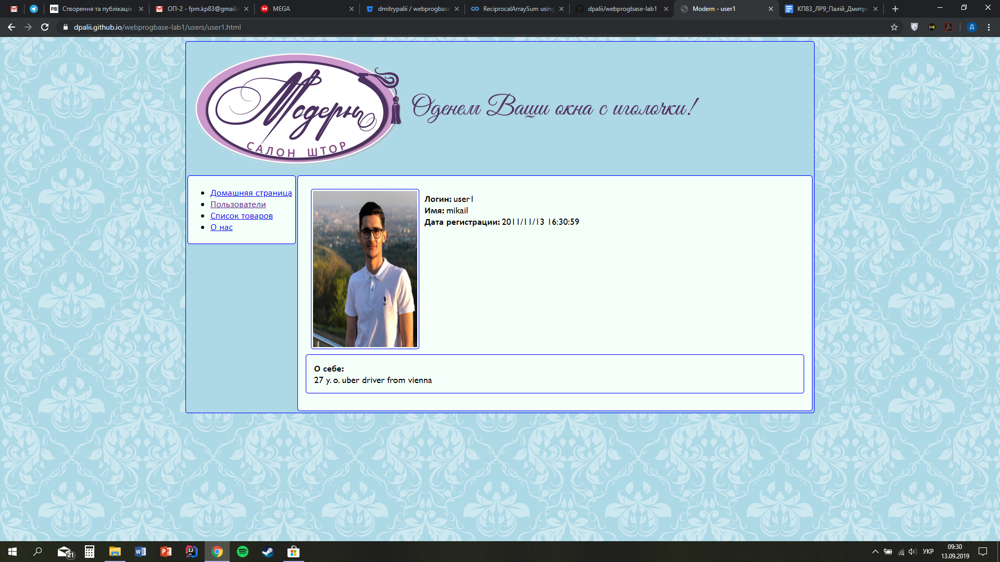 Створення та публікація
ОП-2 - fpm.kp83@gmail.c
MEGA
dmitrypalii / webprogbase
ReciprocalArraySum using
dpalii/webprogbase-lab1
Modern - user1
КП83_ЛР9_Палій_Дмитро
dpalii.github.io/webprogbase-lab1/users/user1.html
Д
Модернъ
САЛОН ШТОР
Оденем Ваши окна с иголочки!
Домашняя страница
Пользователи
Список товаров
О нас
Логин: user1
Имя: mikail
Дата регистрации: 2011/11/13 16:30:59
О себе:
27 y. o. uber driver from vienna
21
УКР
09:30
13.09.2019